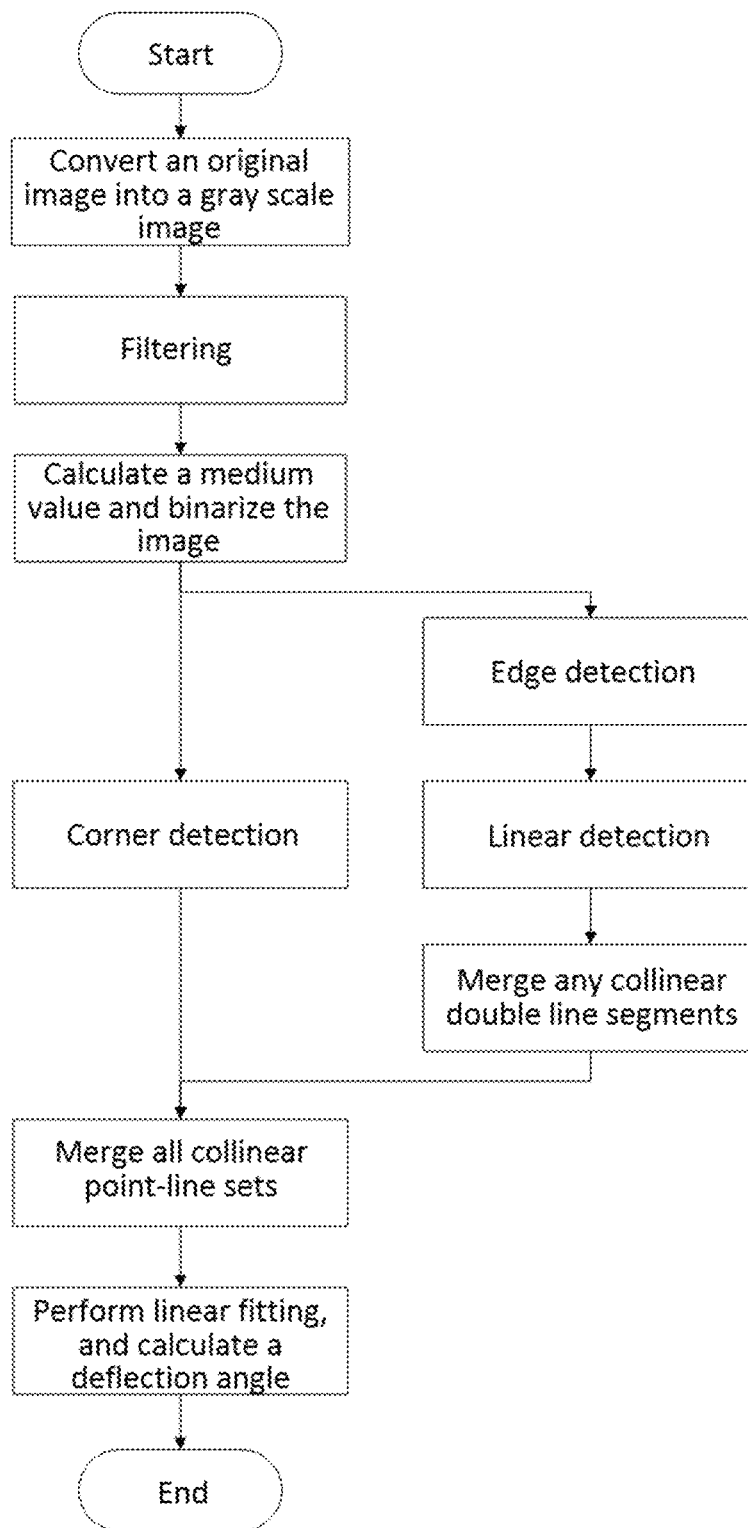 Start
Convert an original
image into a gray scale
image
Filtering
Calculate a medium
value and binarize the
image
Edge detection
Corner detection
Linear detection
Merge any collinear
double line segments
Merge all collinear
point-line sets
Perform linear fitting,
and calculate a
deflection angle
End